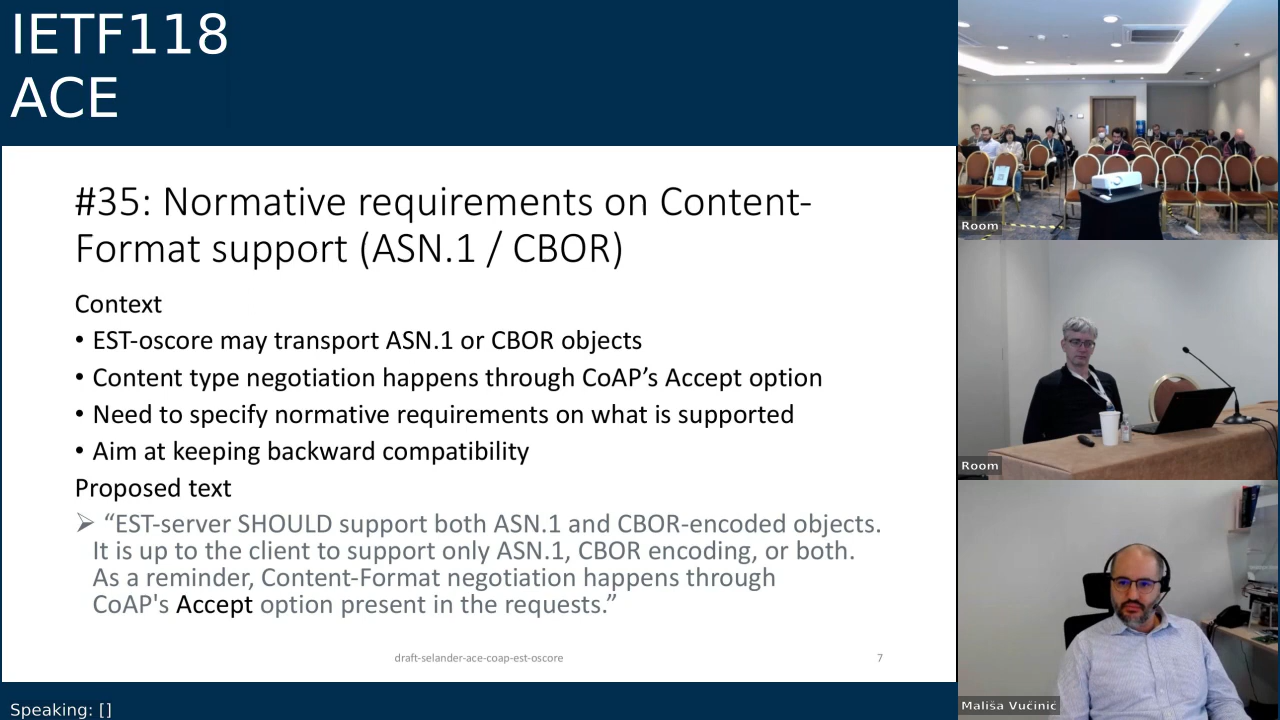 IETF118
ACE
#35: Normative requirements on Content-
Format support (ASN.1 / CBOR)
Context
• EST-oscore may transport ASN.1 or CBOR objects
• Content type negotiation happens through CoAP’s Accept option
• Need to specify normative requirements on what is supported
• Aim at keeping backward compatibility
Proposed text
➢ “EST-server SHOULD support both ASN.1 and CBOR-encoded objects.
It is up to the client to support only ASN.1, CBOR encoding, or both.
As a reminder, Content-Format negotiation happens through
CoAP's Accept option present in the requests.”
draft-selander-ace-coap-est-oscore
7
Speaking: []
Room
Room
Mališa Vučinić